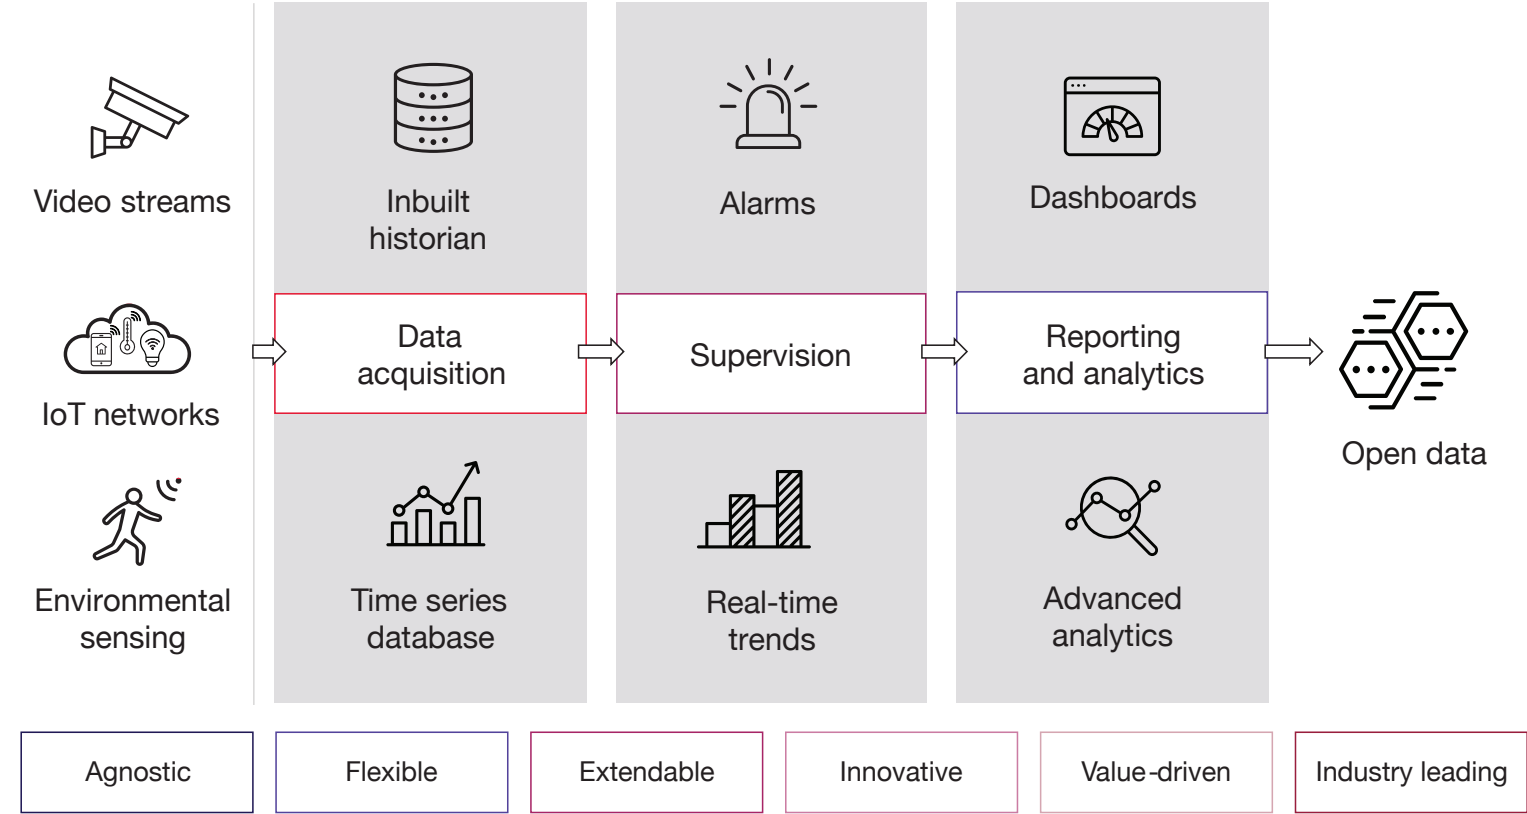 Video streams
IoT networks
Environmental
sensing
Inbuilt
historian
Data
acquisition
Time series
database
Alarms
Supervision
Real-time
trends
Dashboards
Reporting
and analytics
Advanced
analytics
Open data
Agnostic
Flexible
Extendable
Innovative
Value-driven
Industry leading